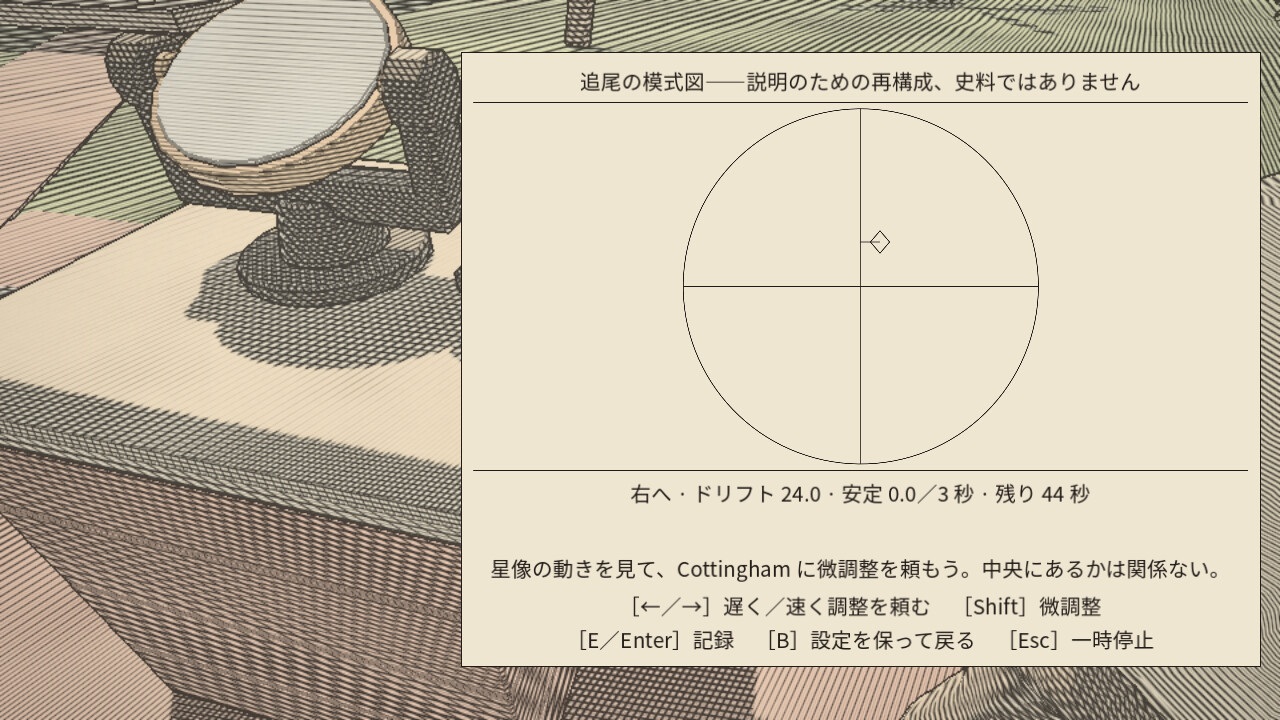 追尾の模式図——説明のための再構成、史料ではありません
右へ · ドリフト 24.0 · 安定 0.0／3 秒 · 残り 44 秒
星像の動きを見て、Cottingham に微調整を頼もう。中央にあるかは関係ない。
［←／→］遅く／速く調整を頼む ［Shift］微調整
［E／Enter］記録 ［B］設定を保って戻る ［Esc］一時停止